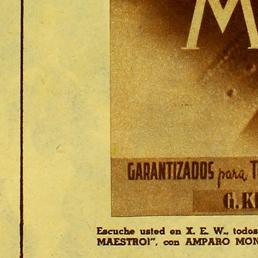 M
GARANTIZADOS para T
G. K
Escuche usted en X. E. W., todos
MAESTRO!", con AMPARO MON